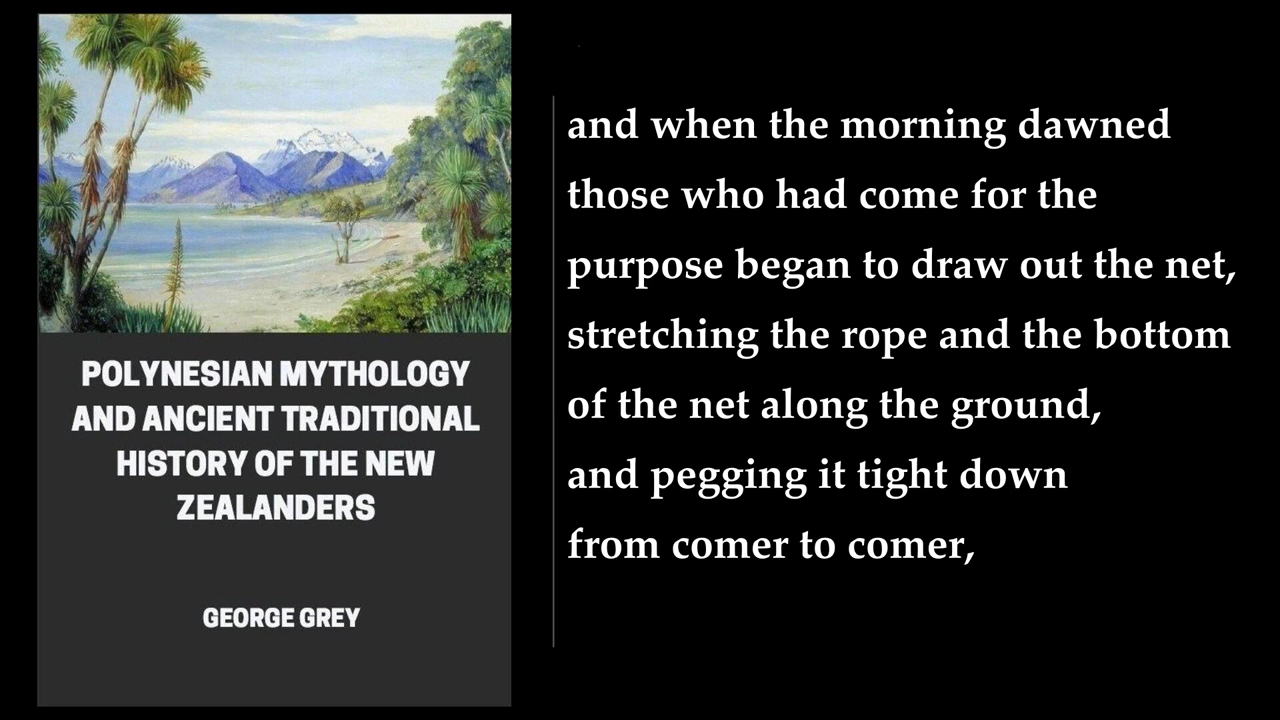 POLYNESIAN MYTHOLOGY
AND ANCIENT TRADITIONAL
HISTORY OF THE NEW
ZEALANDERS
GEORGE GREY
and when the morning dawned
those who had come for the
purpose began to draw out the net,
stretching the rope and the bottom
of the net along the ground,
and pegging it tight down
from comer to comer,